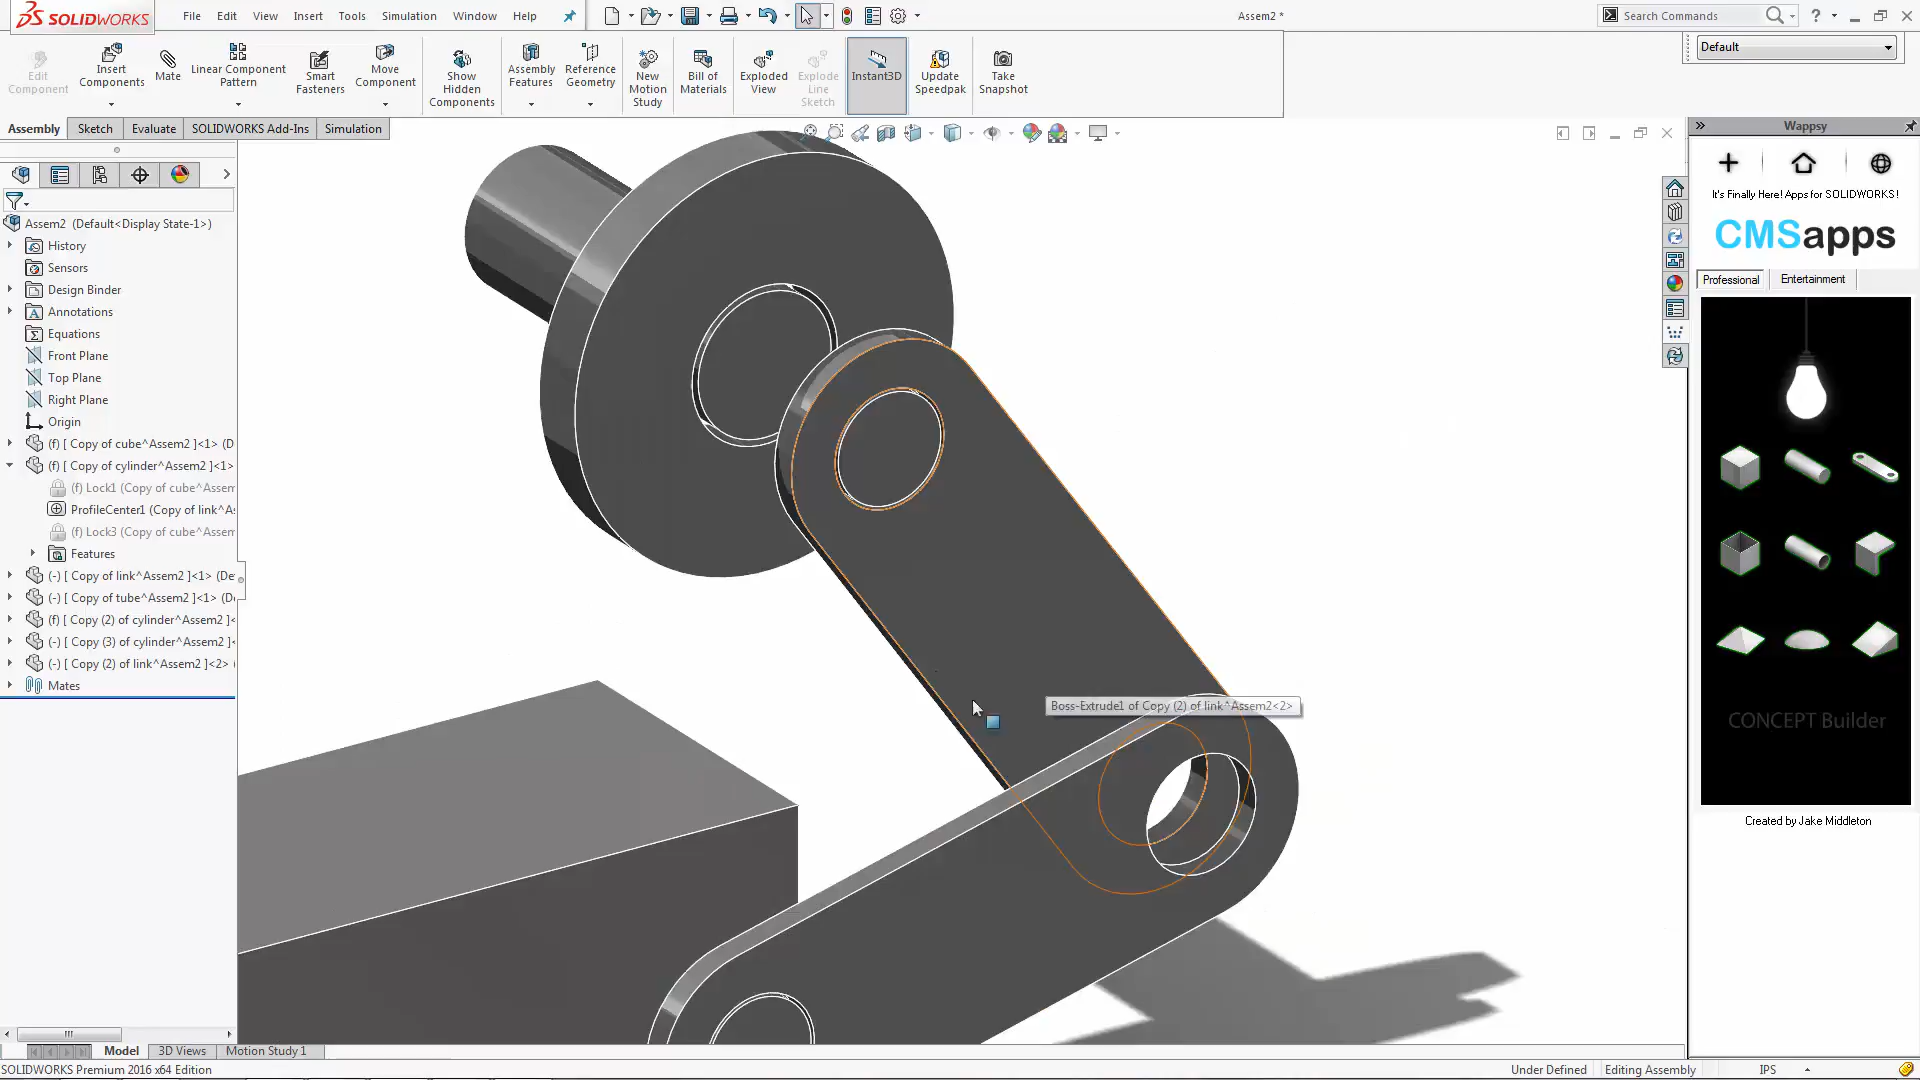 SOLIDWORKS
File Edit View Insert Tools Simulation Window Help
Assem2 *
Search Commands
Edit Component
Insert Components
Mate
Linear Component Pattern
Smart Fasteners
Move Component
Show Hidden Components
Assembly Features
Reference Geometry
New Motion Study
Bill of Materials
Exploded View
Explode Line Sketch
Instant3D
Update Speedpak
Take Snapshot
Default
Assembly Sketch Evaluate SOLIDWORKS Add-Ins Simulation
Assem2 (Default<Display State-1>)
History
Sensors
Design Binder
Annotations
Equations
Front Plane
Top Plane
Right Plane
Origin
(f) [ Copy of cube^Assem2 ]<1> (D
(f) [ Copy of cylinder^Assem2 ]<1>
(f) Lock1 (Copy of cube^Assem
ProfileCenter1 (Copy of link^A
(f) Lock3 (Copy of cube^Assem
Features
(-) [ Copy of link^Assem2 ]<1> (De
(-) [ Copy of tube^Assem2 ]<1> (D
(f) [ Copy (2) of cylinder^Assem2 ]<
(-) [ Copy (3) of cylinder^Assem2 ]<
(-) [ Copy (2) of link^Assem2 ]<2> (
Mates
Boss-Extrude1 of Copy (2) of link^Assem2<2>
Wappsy
It's Finally Here! Apps for SOLIDWORKS!
CMSapps
Professional Entertainment
CONCEPT Builder
Created by Jake Middleton
Model 3D Views Motion Study 1
SOLIDWORKS Premium 2016 x64 Edition
Under Defined Editing Assembly IPS